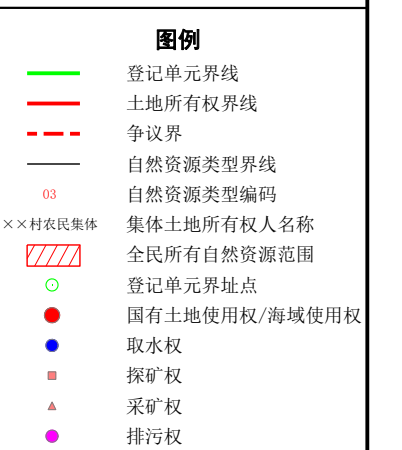 图例
登记单元界线
土地所有权界线
争议界
自然资源类型界线
03 自然资源类型编码
××村农民集体 集体土地所有权人名称
全民所有自然资源范围
登记单元界址点
国有土地使用权/海域使用权
取水权
探矿权
采矿权
排污权